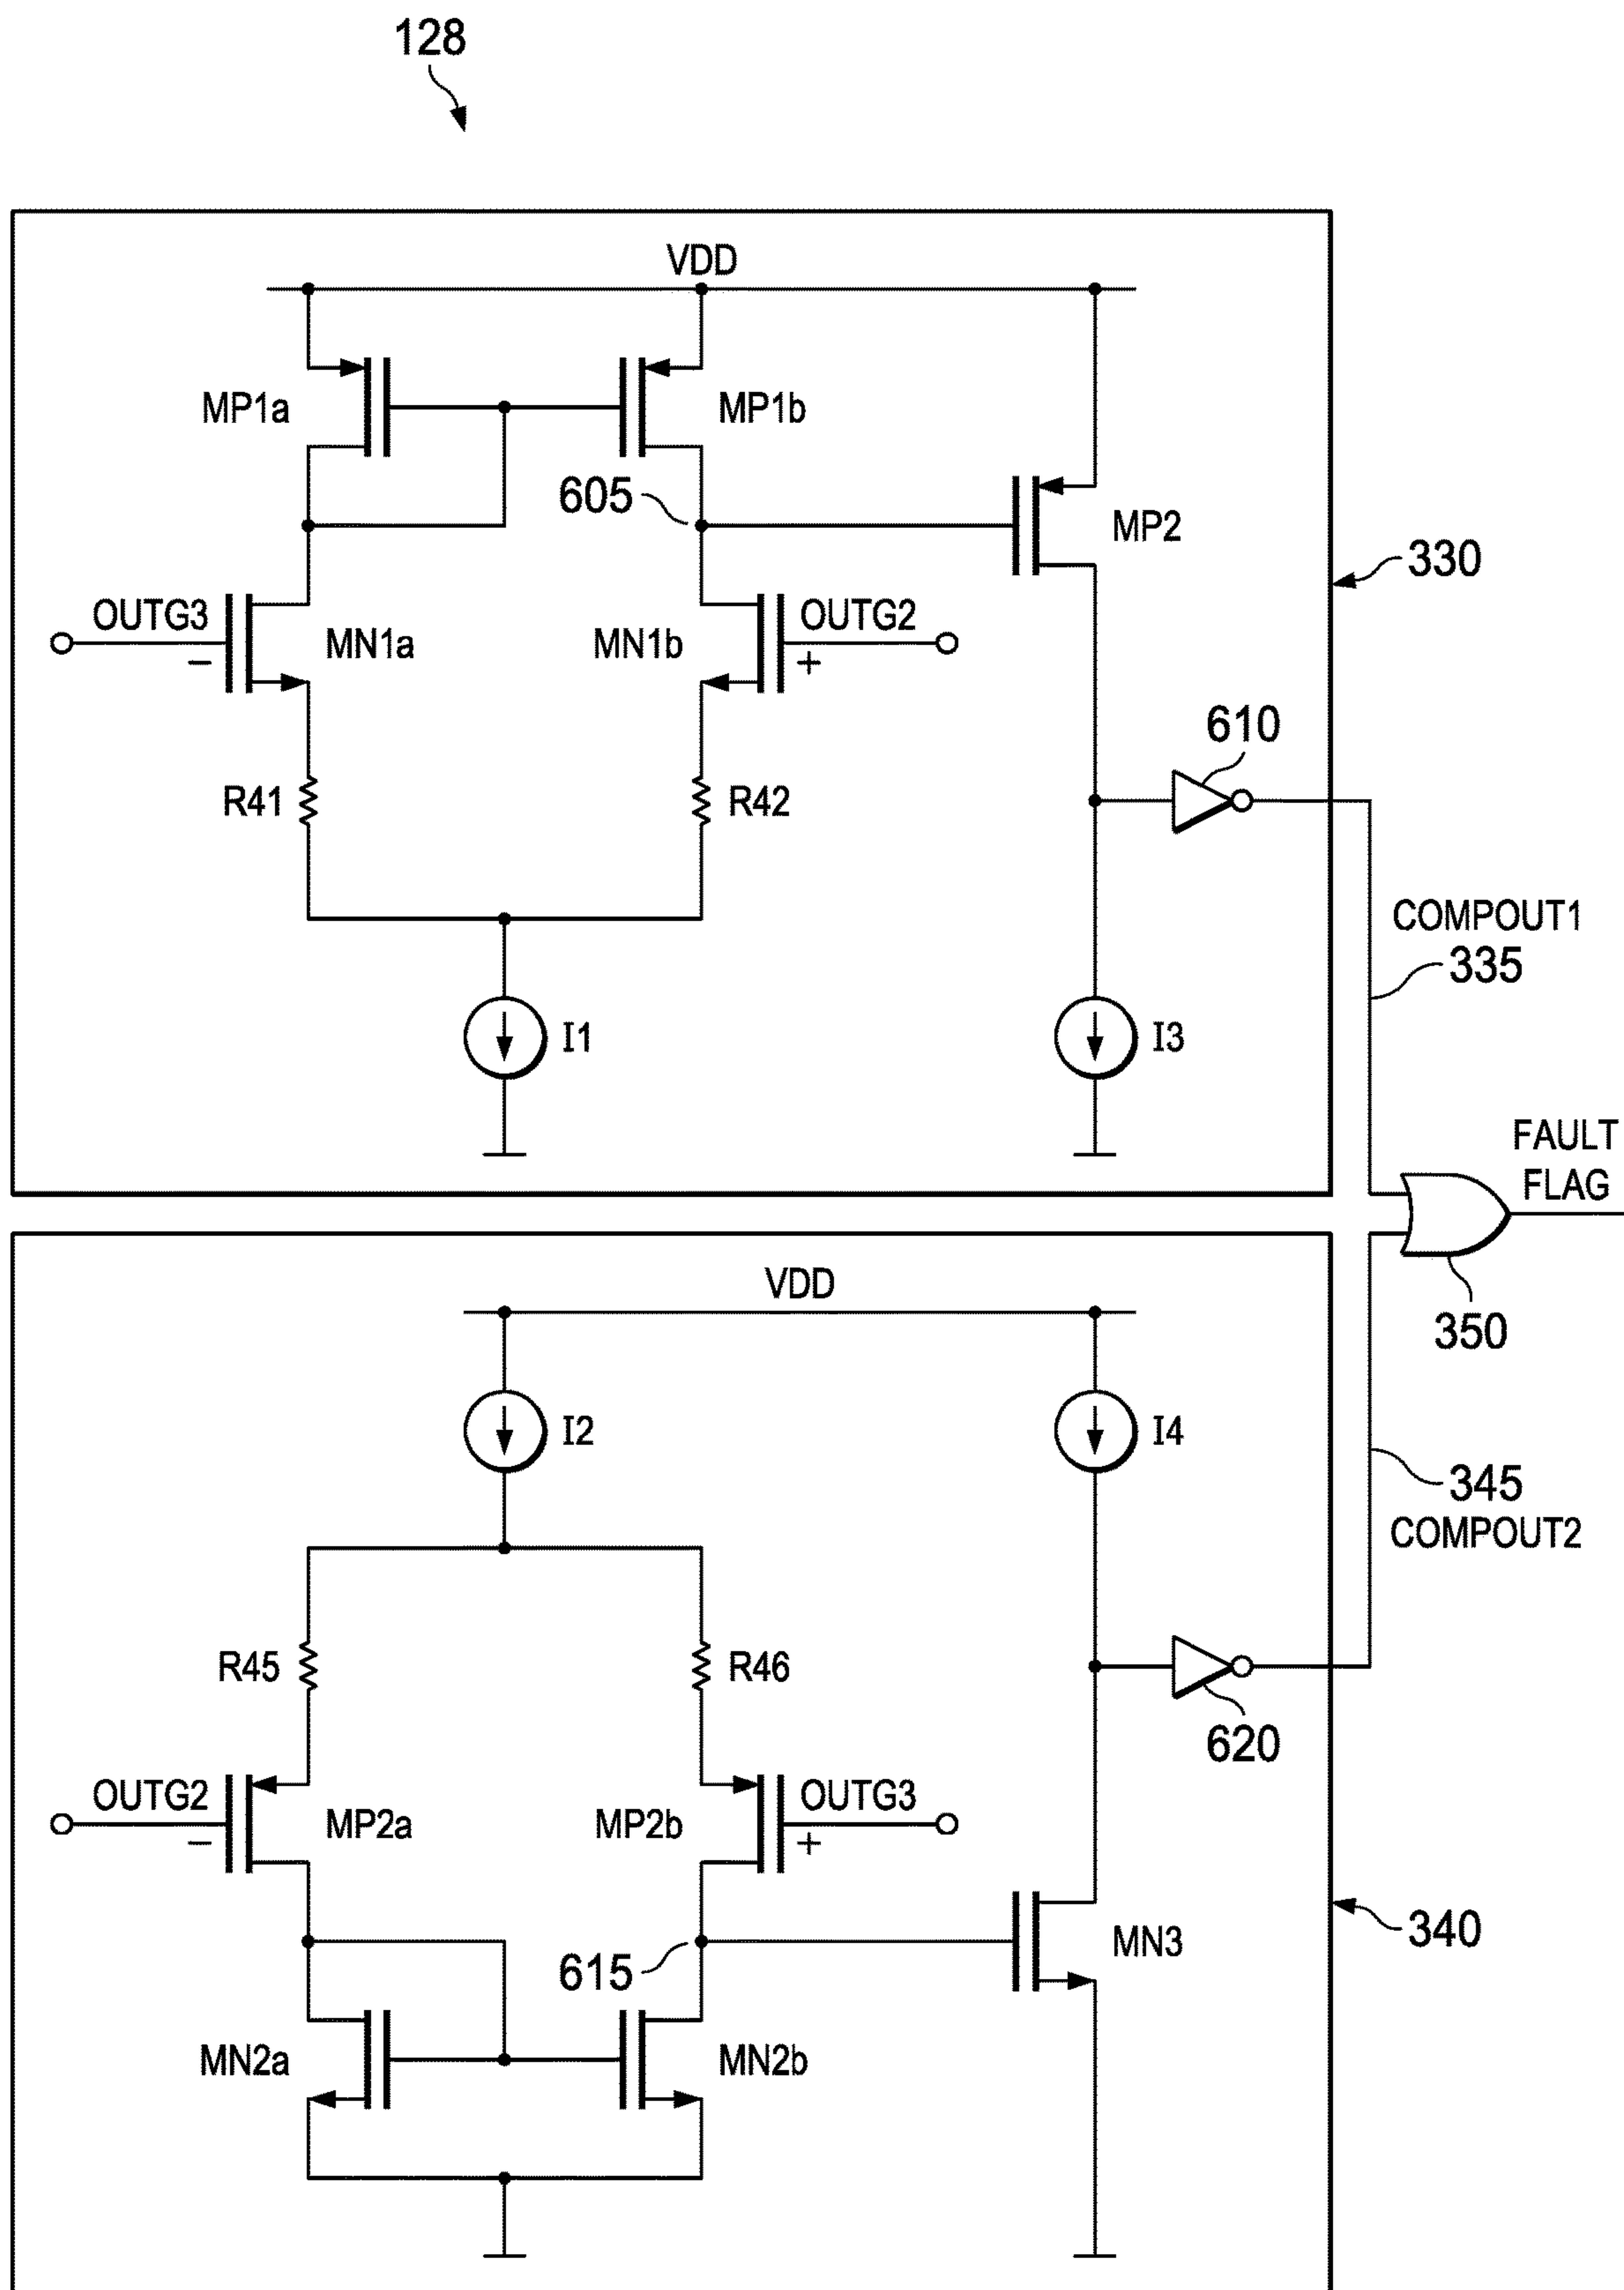 128
VDD
MP1a
MP1b
605
MP2
330
OUTG3
MN1a
MN1b
OUTG2
−
+
610
R41
R42
COMPOUT1
335
I1
I3
FAULT
FLAG
VDD
350
I2
I4
345
COMPOUT2
R45
R46
620
OUTG2
MP2a
MP2b
OUTG3
−
+
615
MN3
340
MN2a
MN2b